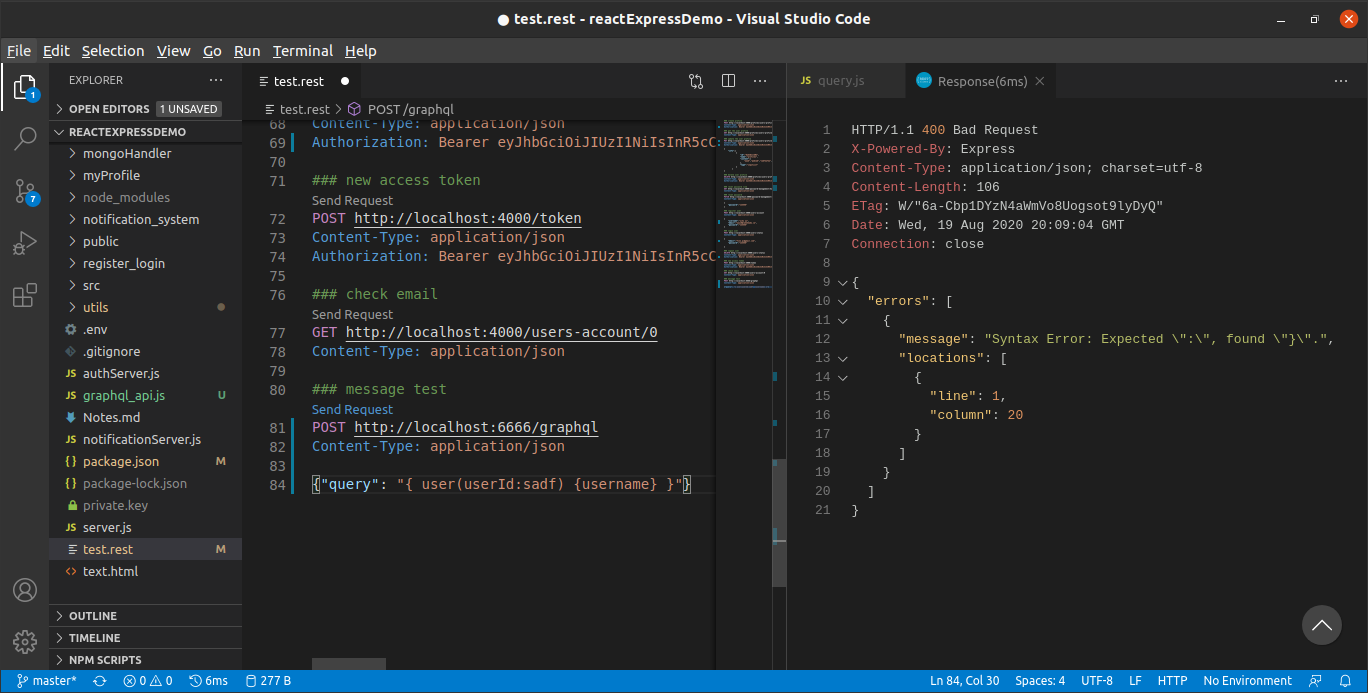 test.rest - reactExpressDemo - Visual Studio Code
File Edit Selection View Go Run Terminal Help
1
7
EXPLORER
OPEN EDITORS 1 UNSAVED
REACTEXPRESSDEMO
mongoHandler
myProfile
node_modules
notification_system
public
register_login
src
utils
.env
.gitignore
JS authServer.js
JS graphql_api.js U
Notes.md
JS notificationServer.js
{} package.json M
{} package-lock.json
private.key
JS server.js
test.rest M
<> text.html
OUTLINE
TIMELINE
NPM SCRIPTS
test.rest
test.rest > POST /graphql
68 Content-Type: application/json
69 Authorization: Bearer eyJhbGciOiJIUzI1NiIsInR5cC
70
71 ### new access token
Send Request
72 POST http://localhost:4000/token
73 Content-Type: application/json
74 Authorization: Bearer eyJhbGciOiJIUzI1NiIsInR5cC
75
76 ### check email
Send Request
77 GET http://localhost:4000/users-account/0
78 Content-Type: application/json
79
80 ### message test
Send Request
81 POST http://localhost:6666/graphql
82 Content-Type: application/json
83
84 {"query": "{ user(userId:sadf) {username} }"}
JS query.js
Response(6ms)
1 HTTP/1.1 400 Bad Request
2 X-Powered-By: Express
3 Content-Type: application/json; charset=utf-8
4 Content-Length: 106
5 ETag: W/"6a-Cbp1DYzN4aWmVo8Uogsot9lyDyQ"
6 Date: Wed, 19 Aug 2020 20:09:04 GMT
7 Connection: close
8
9 {
10 "errors": [
11 {
12 "message": "Syntax Error: Expected \":\", found \"}\".",
13 "locations": [
14 {
15 "line": 1,
16 "column": 20
17 }
18 ]
19 }
20 ]
21 }
master* 0 0 6ms 277 B
Ln 84, Col 30 Spaces: 4 UTF-8 LF HTTP No Environment